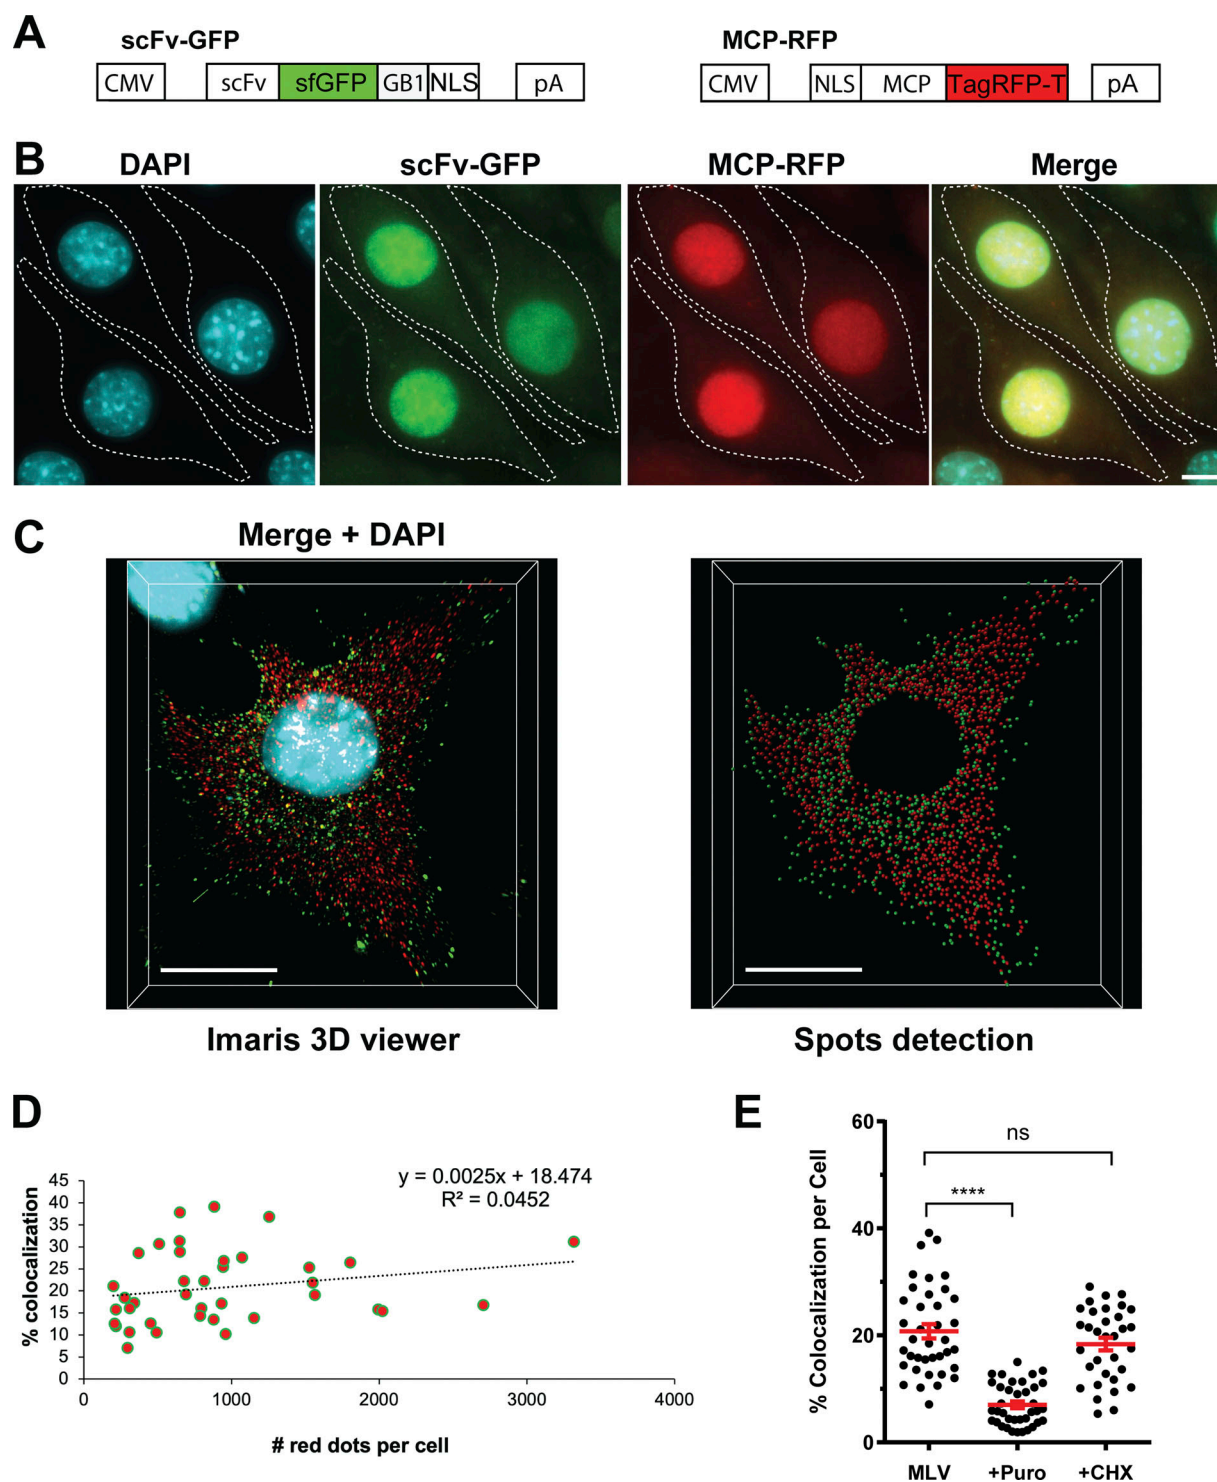 A
scFv-GFP
MCP-RFP
CMV scFv sfGFP GB1 NLS pA
CMV NLS MCP TagRFP-T pA
B
DAPI scFv-GFP MCP-RFP Merge
C
Merge + DAPI
Imaris 3D viewer
Spots detection
D
% colocalization
45
40
35
30
25
20
15
10
5
0
y = 0.0025x + 18.474
R² = 0.0452
0 1000 2000 3000 4000
# red dots per cell
E
% Colocalization per Cell
60
40
20
0
ns
****
MLV +Puro +CHX